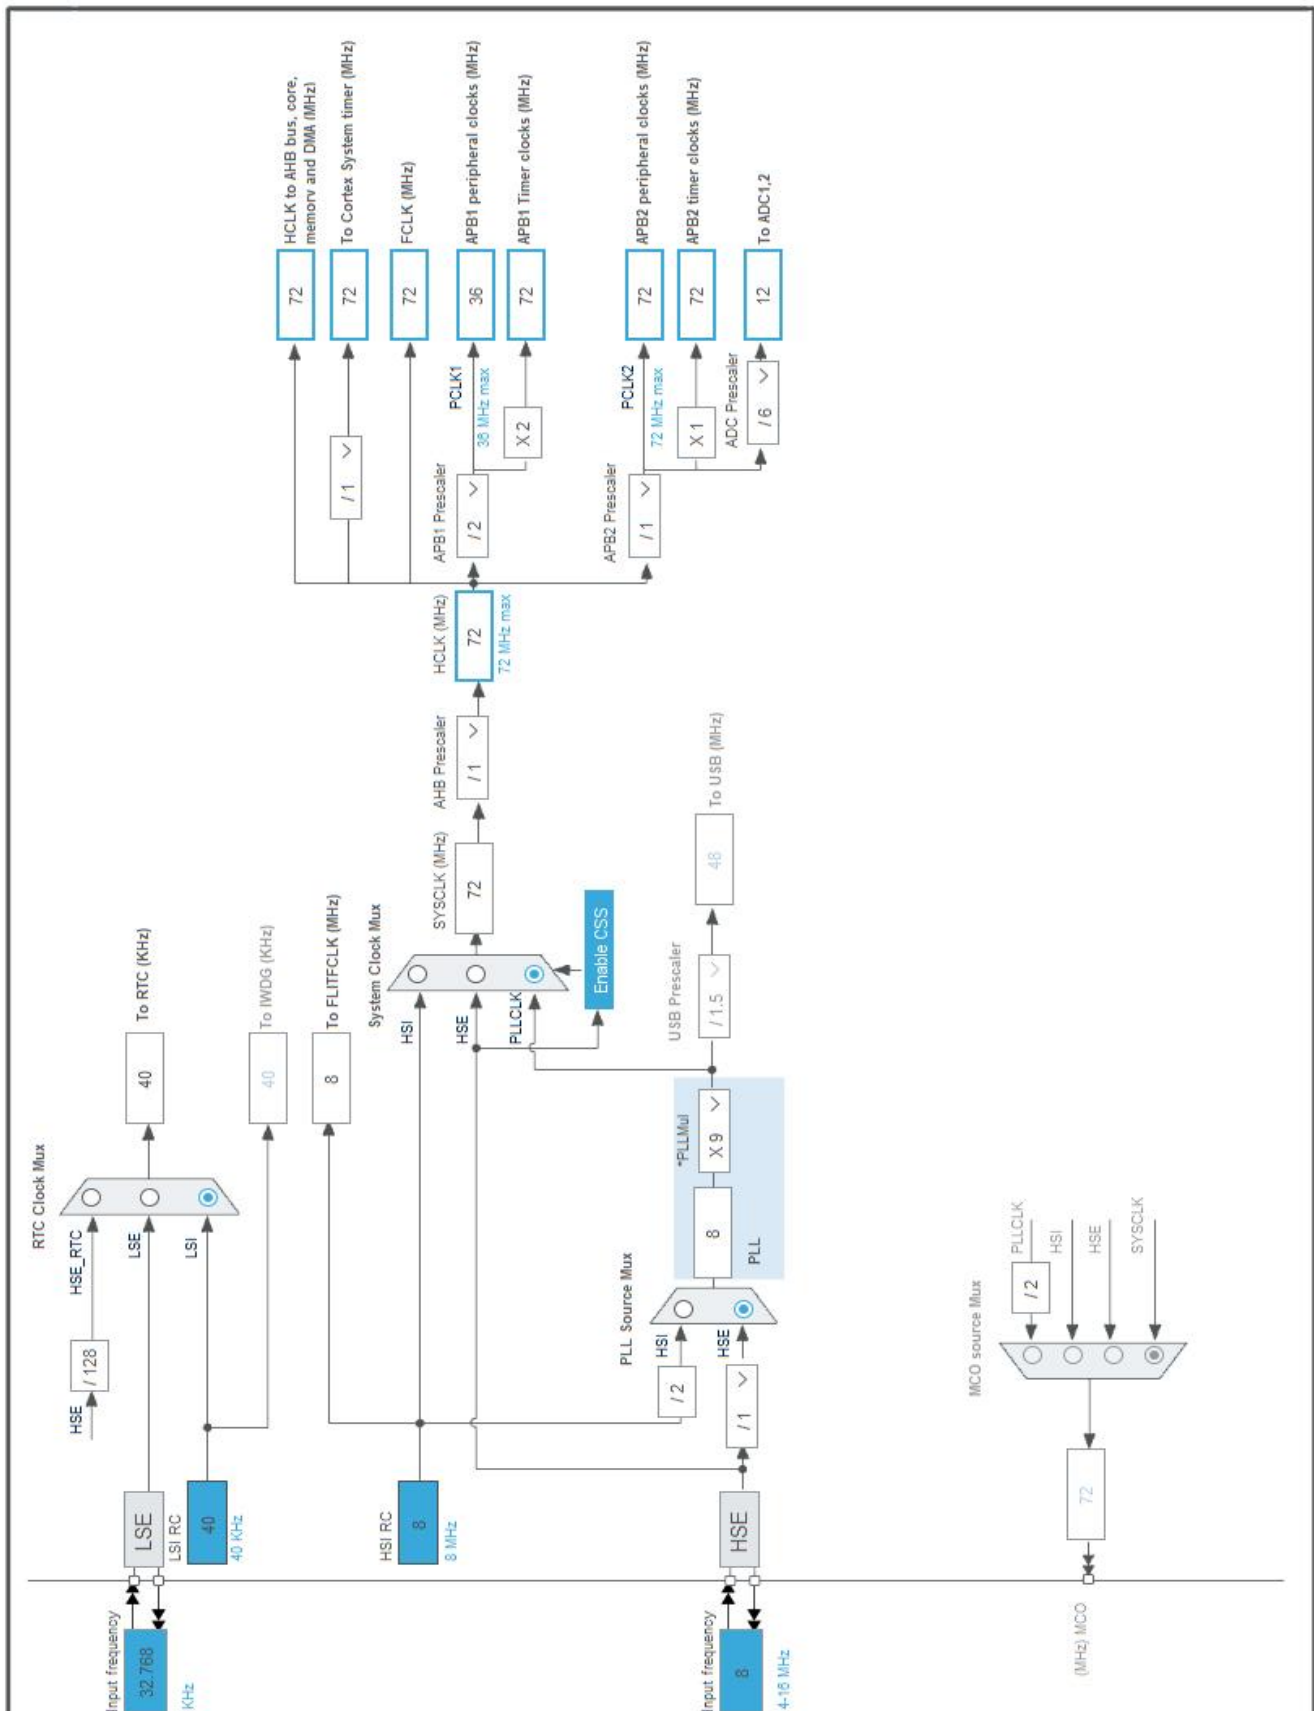 Input frequency
32.768
KHz
LSE
LSI RC
40
40 KHz
HSE
/ 128
HSE_RTC
LSE
LSI
RTC Clock Mux
40
To RTC (KHz)
40
To IWDG (KHz)
8
To FLITFCLK (MHz)
HSI RC
8
8 MHz
System Clock Mux
HSI
HSE
PLLCLK
Enable CSS
SYSCLK (MHz)
72
AHB Prescaler
/ 1
HCLK (MHz)
72
72 MHz max
/ 1
72
HCLK to AHB bus, core,
memory and DMA (MHz)
72
To Cortex System timer (MHz)
72
FCLK (MHz)
APB1 Prescaler
/ 2
PCLK1
36 MHz max
36
APB1 peripheral clocks (MHz)
X 2
72
APB1 Timer clocks (MHz)
APB2 Prescaler
/ 1
PCLK2
72 MHz max
72
APB2 peripheral clocks (MHz)
X 1
72
APB2 timer clocks (MHz)
ADC Prescaler
/ 6
12
To ADC1,2
Input frequency
8
4-16 MHz
HSE
/ 1
/ 2
PLL Source Mux
HSI
HSE
8
*PLLMul
X 9
PLL
USB Prescaler
/ 1.5
48
To USB (MHz)
(MHz) MCO
72
MCO source Mux
/ 2
PLLCLK
HSI
HSE
SYSCLK